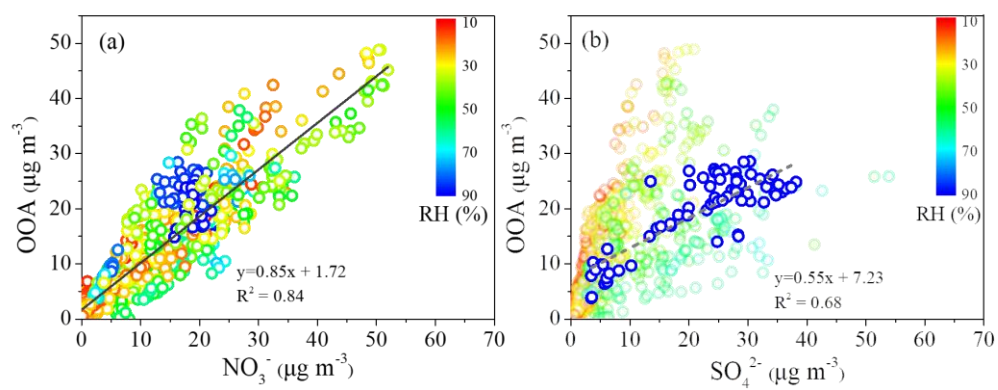 (a)
OOA (µg m⁻³)
50
40
30
20
10
0
10
30
50
70
90
RH (%)
y=0.85x + 1.72
R² = 0.84
0 10 20 30 40 50 60 70
NO₃⁻ (µg m⁻³)
(b)
OOA (µg m⁻³)
50
40
30
20
10
0
10
30
50
70
90
RH (%)
y=0.55x + 7.23
R² = 0.68
0 10 20 30 40 50 60 70
SO₄²⁻ (µg m⁻³)